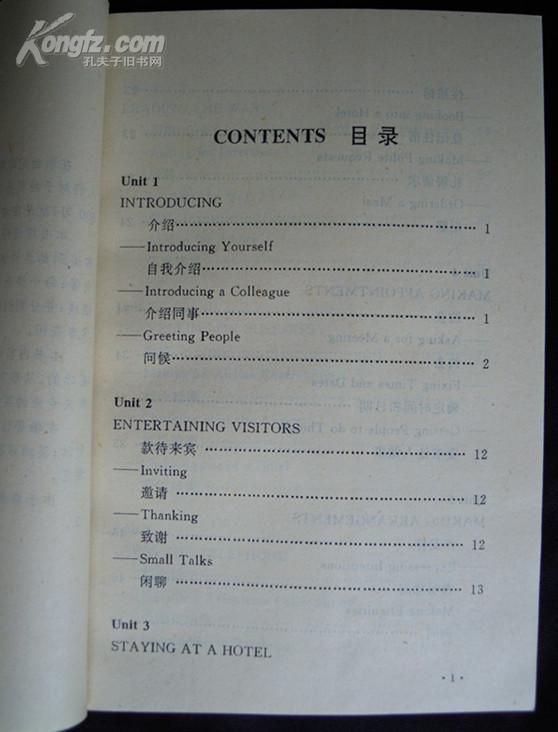 Kongfz.com
孔夫子旧书网
CONTENTS 目录
Unit 1
INTRODUCING
介绍 1
——Introducing Yourself
自我介绍 1
——Introducing a Colleague
介绍同事 1
——Greeting People
问候 2
Unit 2
ENTERTAINING VISITORS
款待来宾 12
——Inviting
邀请 12
——Thanking
致谢 12
——Small Talks
闲聊 13
Unit 3
STAYING AT A HOTEL
·1·